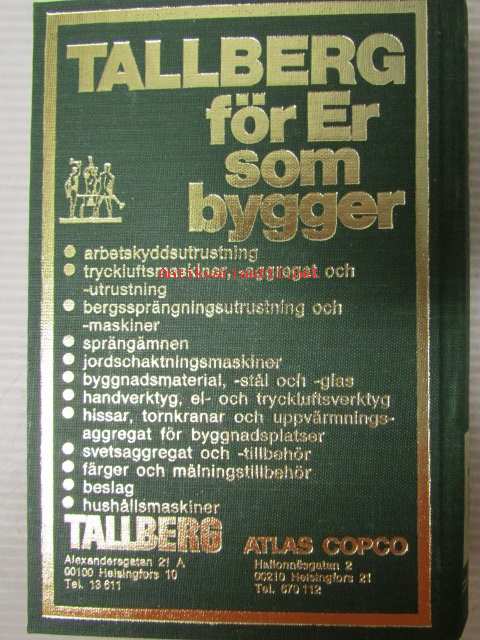 TALLBERG
för Er
som
bygger
arbetskyddsutrustning
tryckluftsmaskiner, -aggregat och
-utrustning
bergssprängningsutrustning och
-maskiner
sprängämnen
jordschaktningsmaskiner
byggnadsmaterial, -stål och -glas
handverktyg, el- och tryckluftsverktyg
hissar, tornkranar och uppvärmnings-
aggregat för byggnadsplatser
svetsaggregat och -tillbehör
färger och målningstillbehör
beslag
hushållsmaskiner
TALLBERG
Alexandersgatan 21 A
00100 Helsingfors 10
Tel. 13 611
ATLAS COPCO
Hallonnäsgatan 2
00210 Helsingfors 21
Tel. 670 112